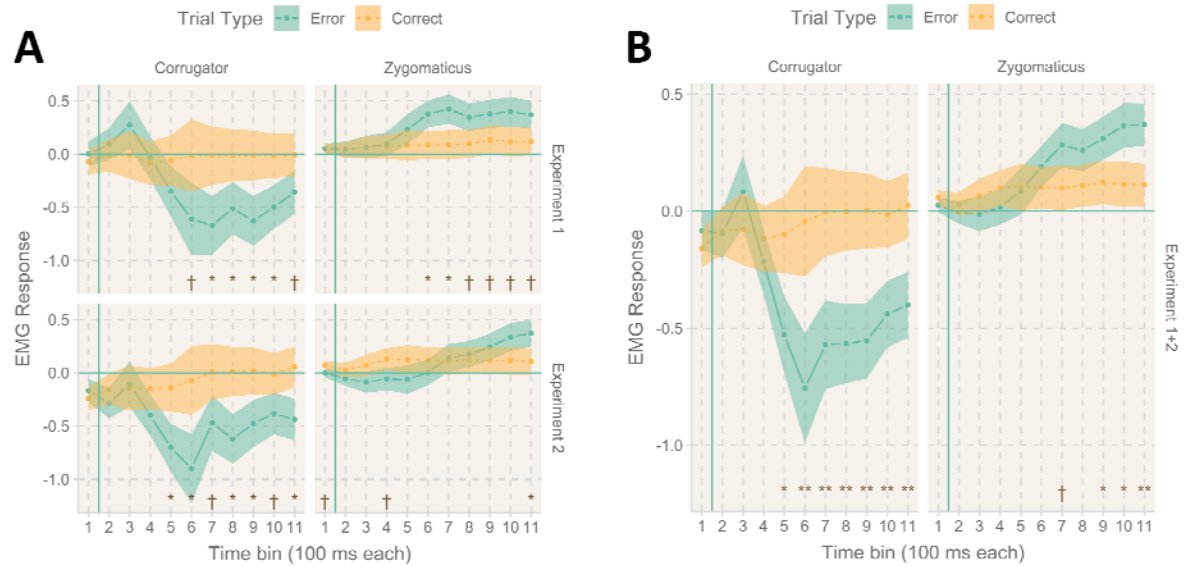 Trial Type Error Correct
A
Corrugator Zygomaticus
0.5
0.0
-0.5
-1.0
† * * * * †
* * † † † †
Experiment 1
EMG Response
0.5
0.0
-0.5
-1.0
* * † * * † *
† † *
Experiment 2
1 2 3 4 5 6 7 8 9 10 11 1 2 3 4 5 6 7 8 9 10 11
Time bin (100 ms each)
Trial Type Error Correct
B
Corrugator Zygomaticus
0.5
0.0
-0.5
-1.0
EMG Response
* ** ** ** ** ** **
† * * **
Experiment 1+2
1 2 3 4 5 6 7 8 9 10 11 1 2 3 4 5 6 7 8 9 10 11
Time bin (100 ms each)